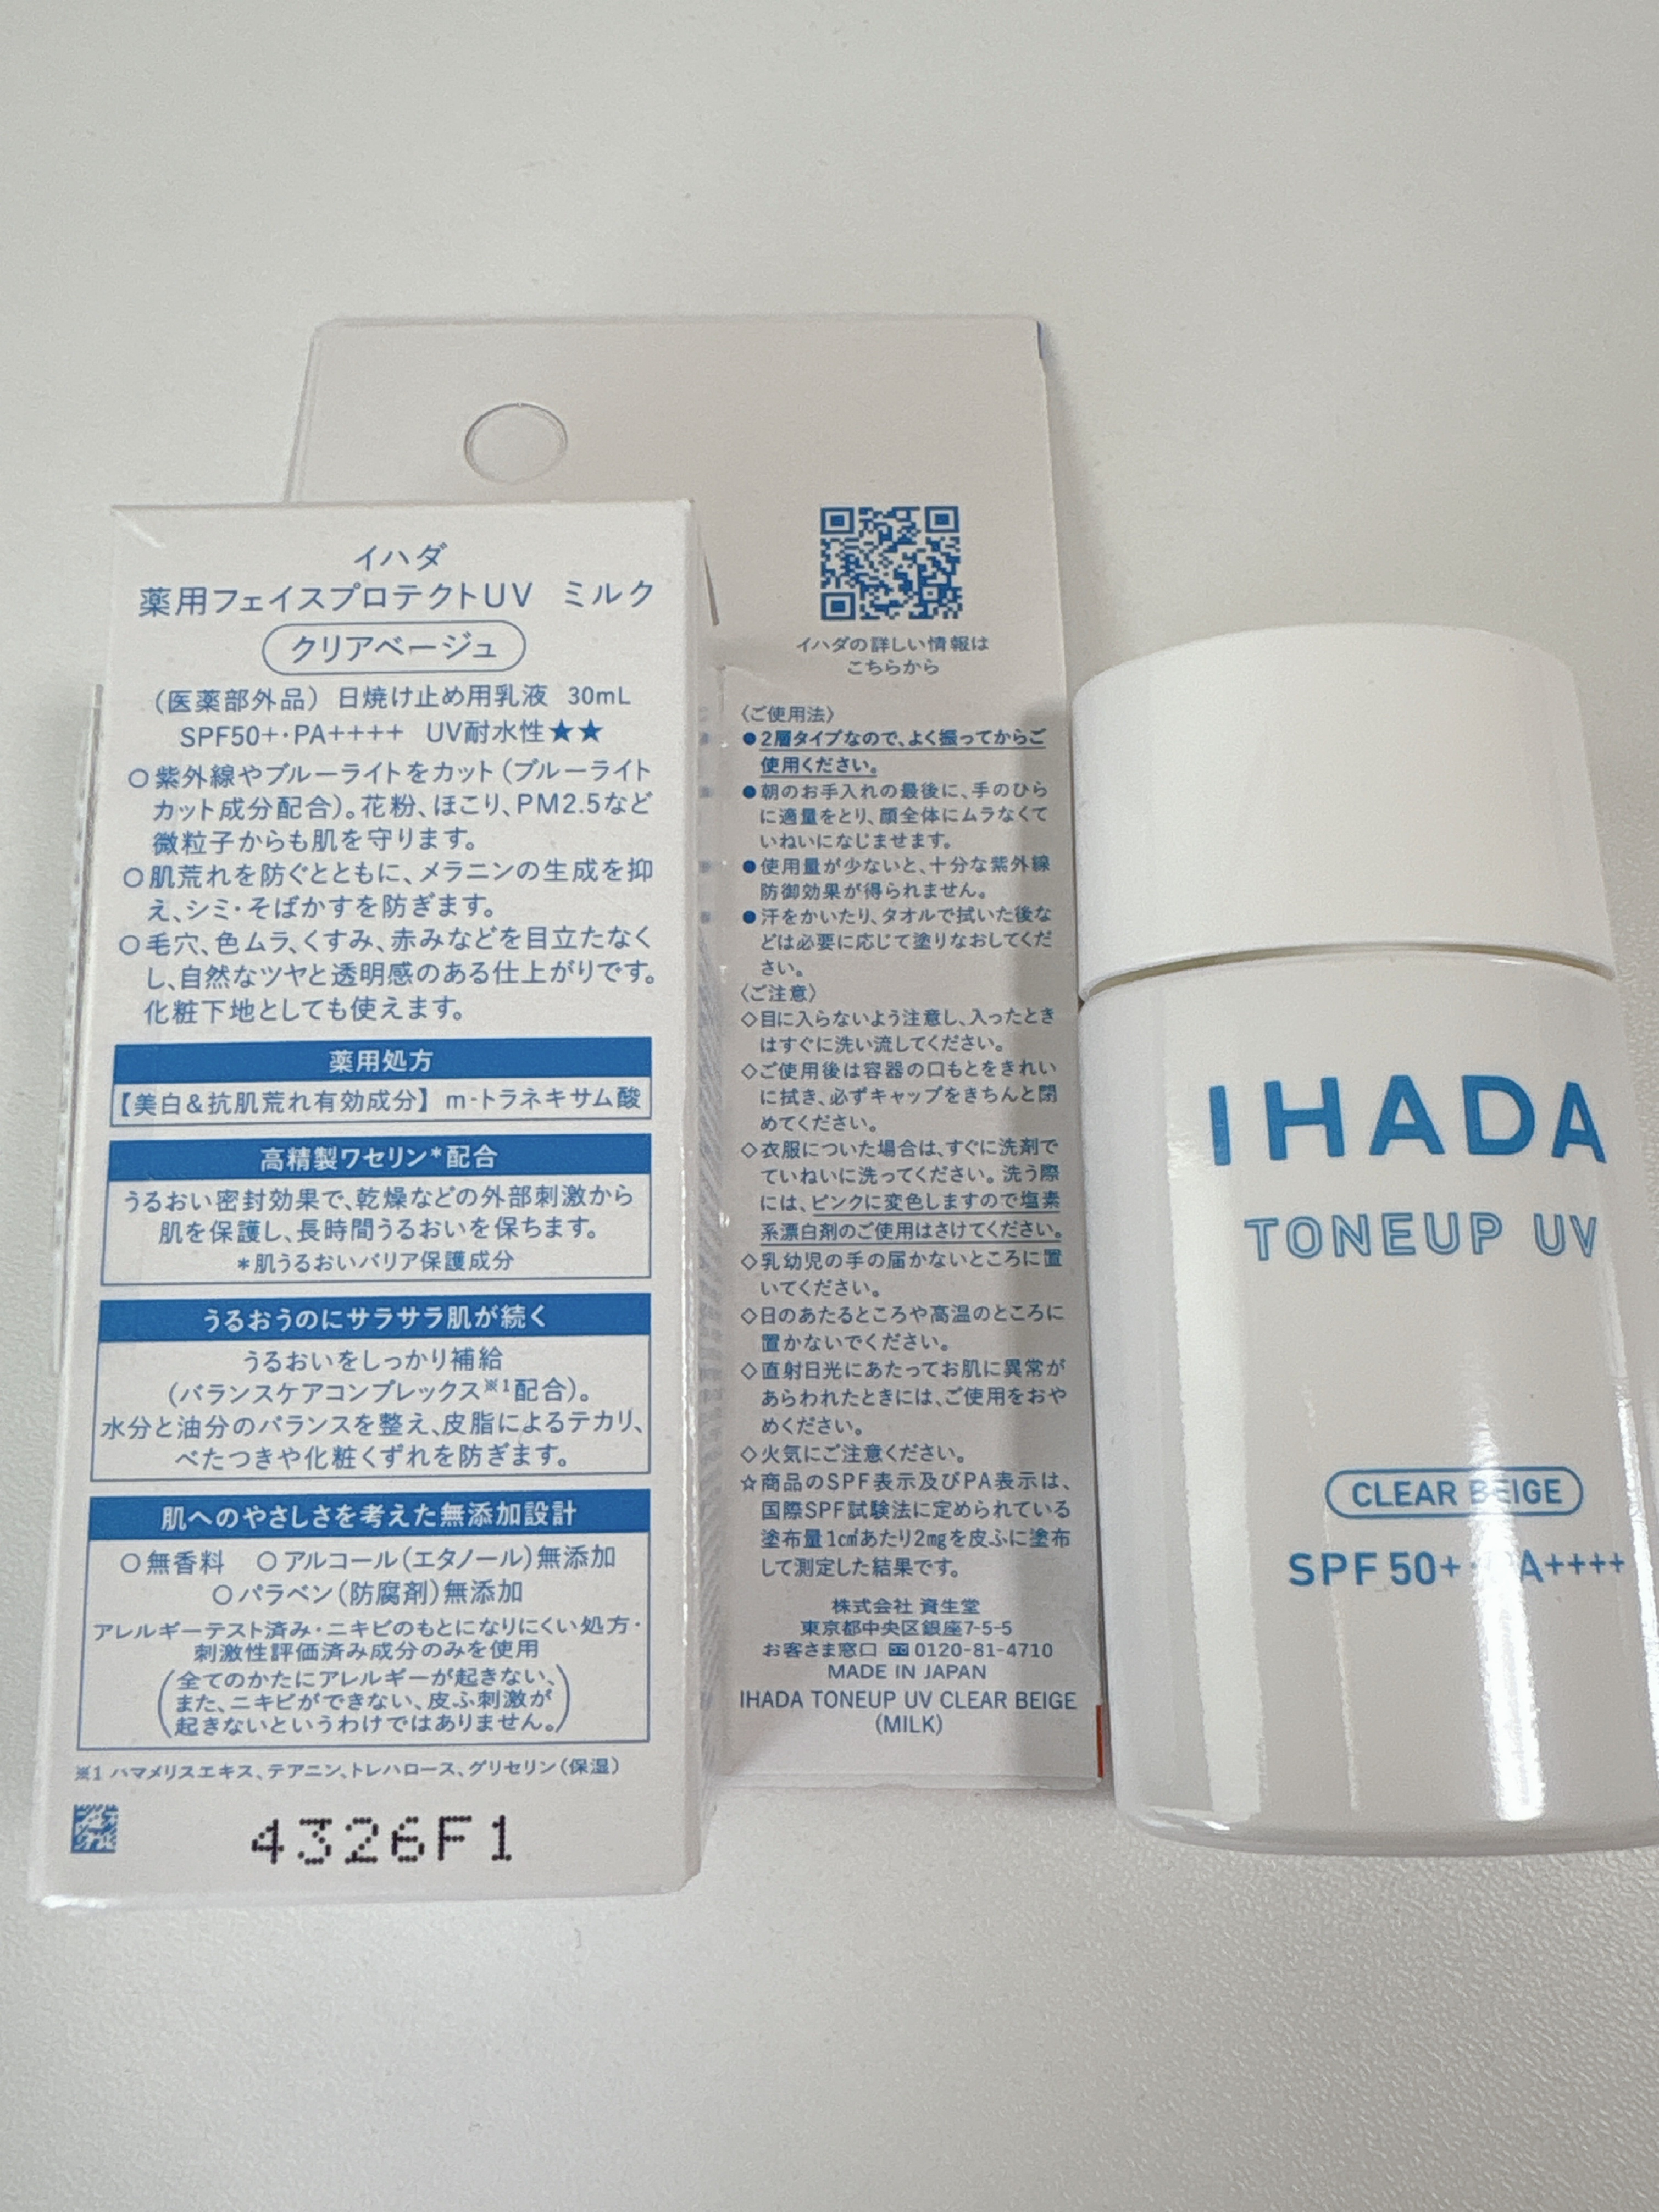 イハダ
薬用フェイスプロテクトUV ミルク
クリアベージュ
（医薬部外品）日焼け止め用乳液 30mL
SPF50+・PA++++ UV耐水性★★
○紫外線やブルーライトをカット（ブルーライト
カット成分配合）。花粉、ほこり、PM2.5など
微粒子からも肌を守ります。
○肌荒れを防ぐとともに、メラニンの生成を抑
え、シミ・そばかすを防ぎます。
○毛穴、色ムラ、くすみ、赤みなどを目立たなく
し、自然なツヤと透明感のある仕上がりです。
化粧下地としても使えます。
薬用処方
【美白＆抗肌荒れ有効成分】m-トラネキサム酸
高精製ワセリン*配合
うるおい密封効果で、乾燥などの外部刺激から
肌を保護し、長時間うるおいを保ちます。
*肌うるおいバリア保護成分
うるおうのにサラサラ肌が続く
うるおいをしっかり補給
（バランスケアコンプレックス※1配合）。
水分と油分のバランスを整え、皮脂によるテカリ、
べたつきや化粧くずれを防ぎます。
肌へのやさしさを考えた無添加設計
○無香料 ○アルコール（エタノール）無添加
○パラベン（防腐剤）無添加
アレルギーテスト済み・ニキビのもとになりにくい処方・
刺激性評価済み成分のみを使用
（全てのかたにアレルギーが起きない、
また、ニキビができない、皮ふ刺激が
起きないというわけではありません。）
※1 ハマメリスエキス、テアニン、トレハロース、グリセリン（保湿）
4326F1
イハダの詳しい情報は
こちらから
〈ご使用法〉
●2層タイプなので、よく振ってからご
使用ください。
●朝のお手入れの最後に、手のひら
に適量をとり、顔全体にムラなくて
いねいになじませます。
●使用量が少ないと、十分な紫外線
防御効果が得られません。
●汗をかいたり、タオルで拭いた後な
どは必要に応じて塗りなおしてくだ
さい。
〈ご注意〉
◇目に入らないよう注意し、入ったとき
はすぐに洗い流してください。
◇ご使用後は容器の口もとをきれい
に拭き、必ずキャップをきちんと閉
めてください。
◇衣服についた場合は、すぐに洗剤で
ていねいに洗ってください。洗う際
には、ピンクに変色しますので塩素
系漂白剤のご使用はさけてください。
◇乳幼児の手の届かないところに置
いてください。
◇日のあたるところや高温のところに
置かないでください。
◇直射日光にあたってお肌に異常が
あらわれたときには、ご使用をおや
めください。
◇火気にご注意ください。
☆商品のSPF表示及びPA表示は、
国際SPF試験法に定められている
塗布量1c㎡あたり2mgを皮ふに塗布
して測定した結果です。
株式会社 資生堂
東京都中央区銀座7-5-5
お客さま窓口 0120-81-4710
MADE IN JAPAN
IHADA TONEUP UV CLEAR BEIGE
(MILK)
IHADA
TONEUP UV
CLEAR BEIGE
SPF 50+・PA++++